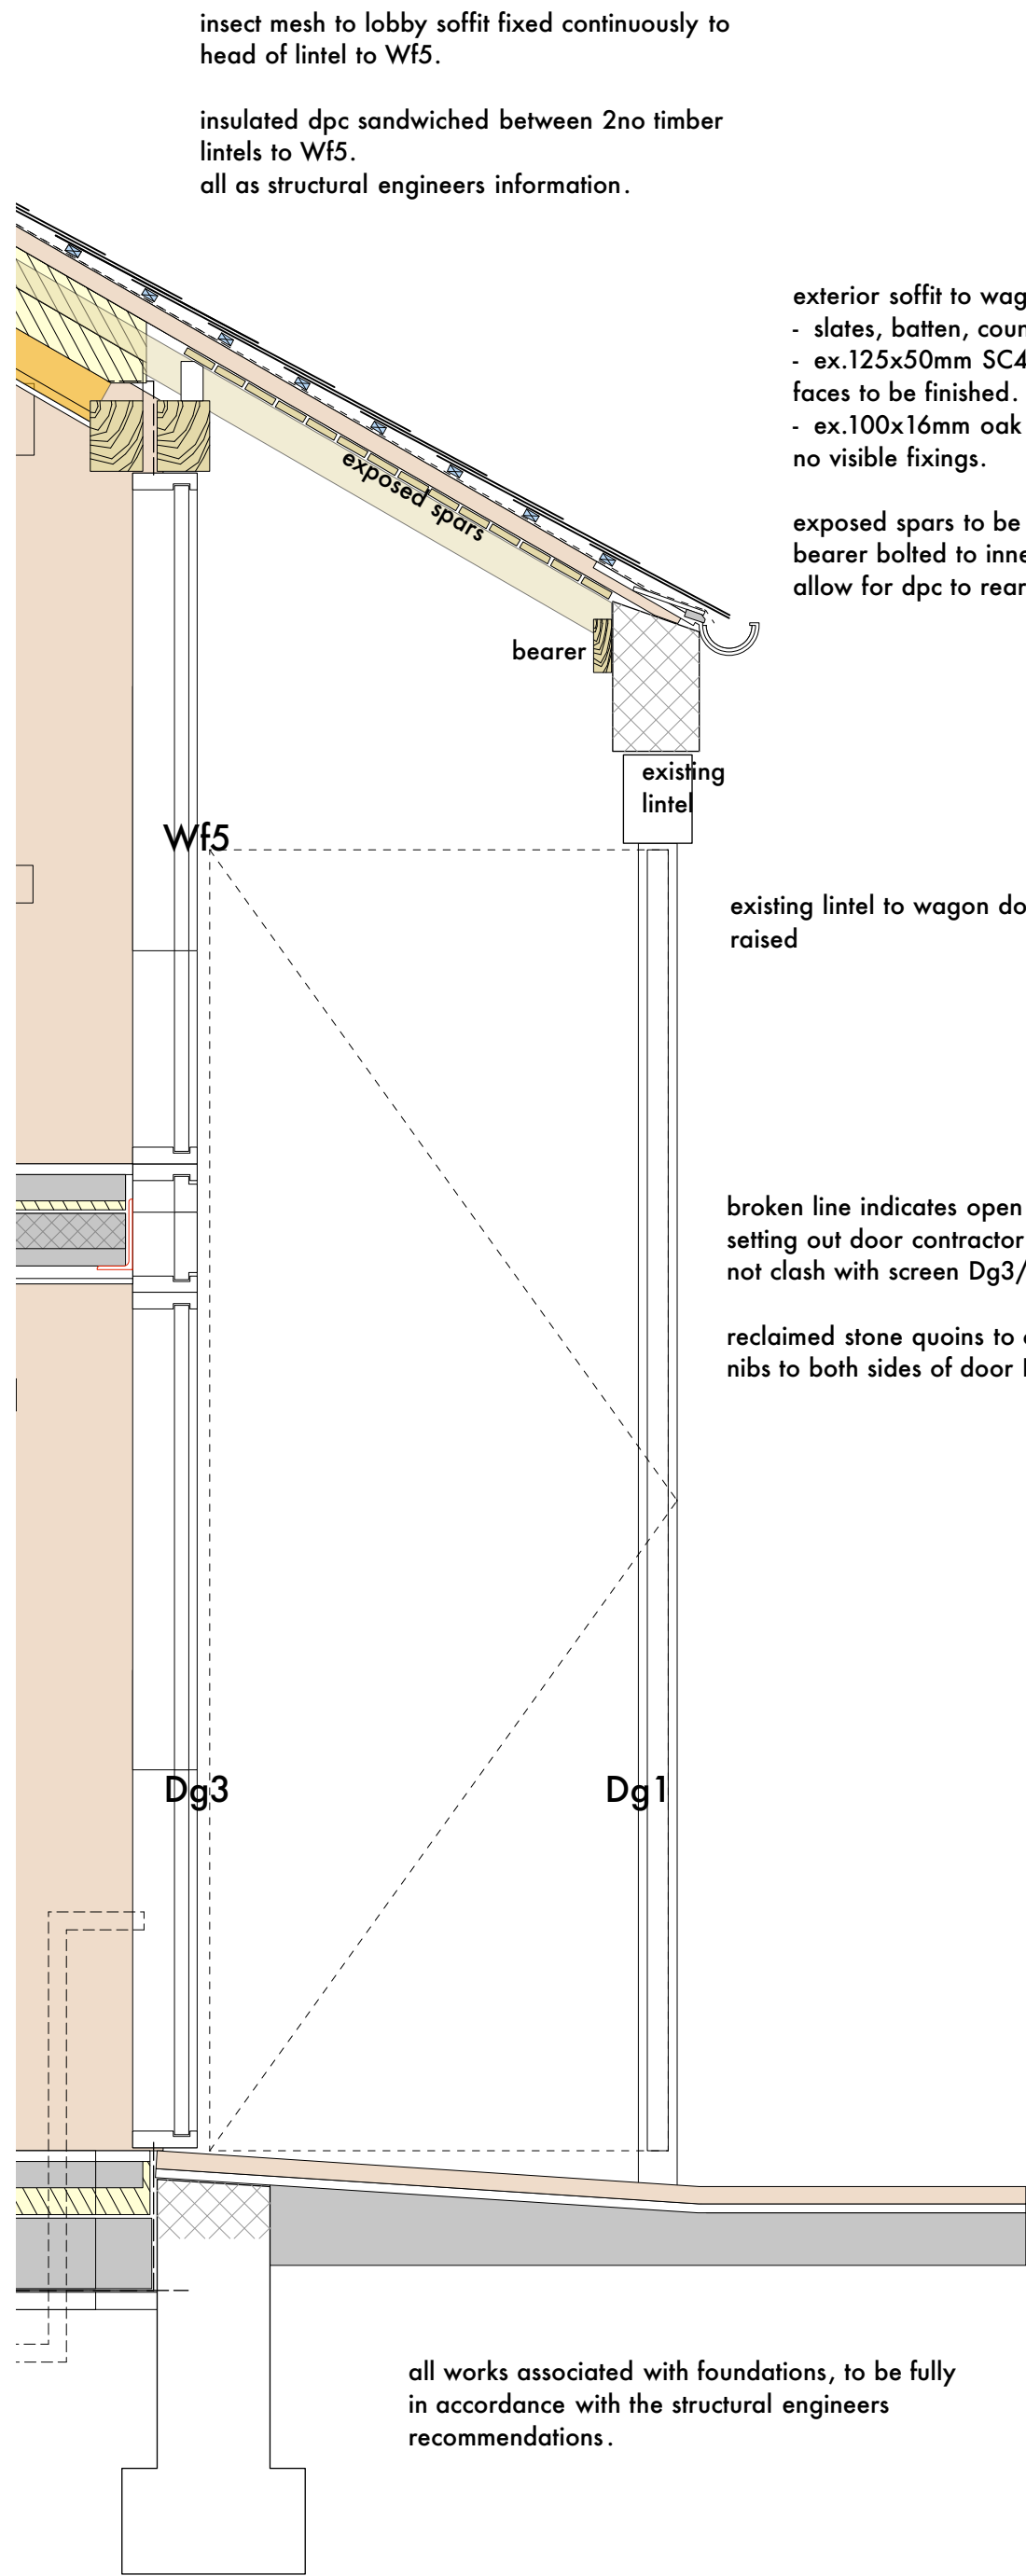 insect mesh to lobby soffit fixed continuously to
head of lintel to Wf5.
insulated dpc sandwiched between 2no timber
lintels to Wf5.
all as structural engineers information.
exterior soffit to wag
- slates, batten, coun
- ex.125x50mm SC4
faces to be finished.
- ex.100x16mm oak
no visible fixings.
exposed spars to be
bearer bolted to inne
allow for dpc to rear
exposed spars
bearer
existing
lintel
Wf5
existing lintel to wagon do
raised
broken line indicates open
setting out door contractor
not clash with screen Dg3/
reclaimed stone quoins to
nibs to both sides of door
Dg3
Dg1
all works associated with foundations, to be fully
in accordance with the structural engineers
recommendations.